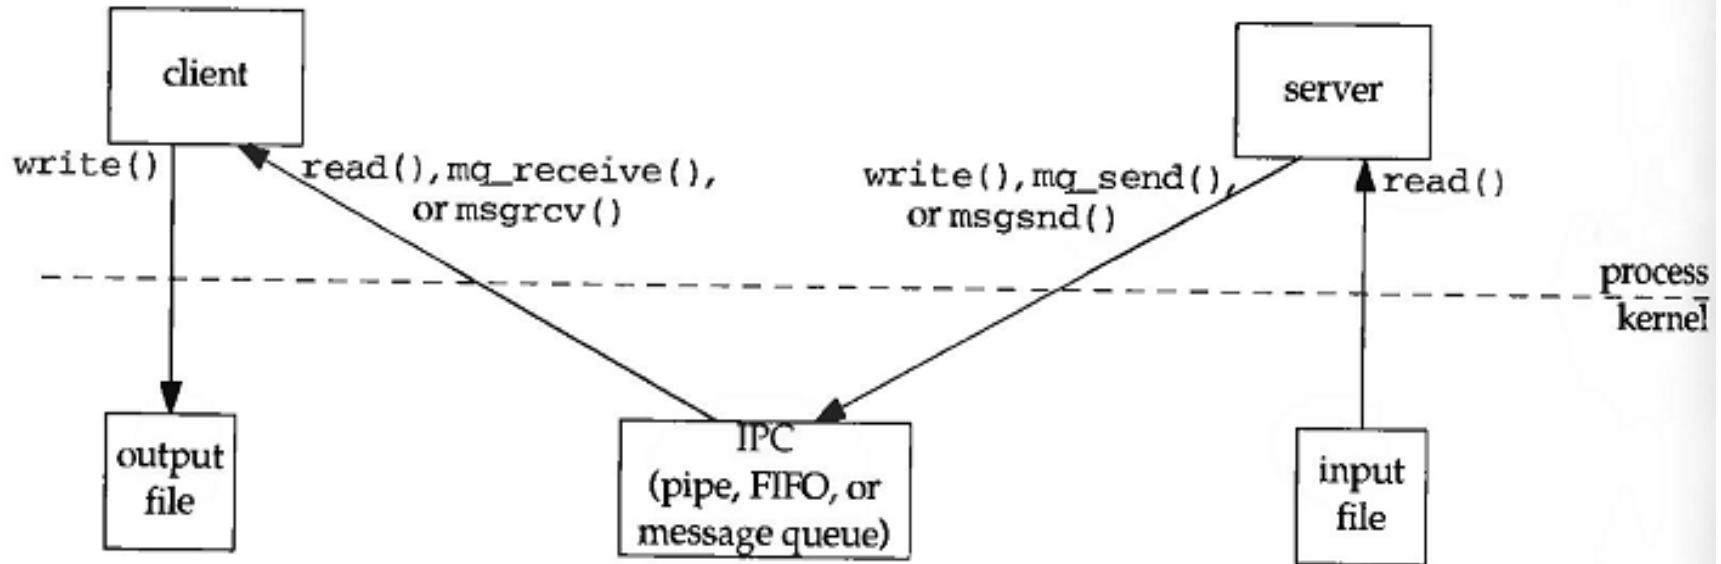 client
server
write()
read(), mq_receive(),
or msgrcv()
write(), mq_send(),
or msgsnd()
read()
process
kernel
output
file
IPC
(pipe, FIFO, or
message queue)
input
file